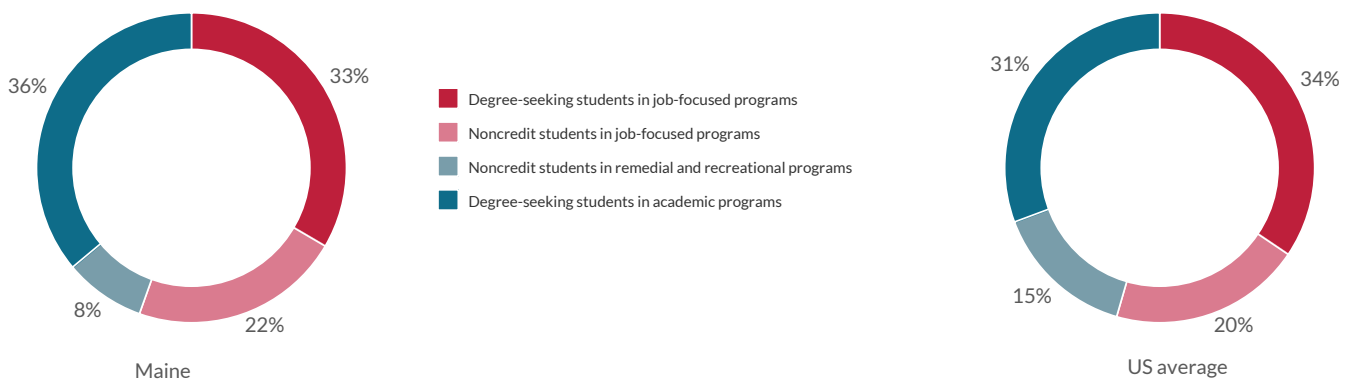 36%
33%
8%
22%
Maine
Degree-seeking students in job-focused programs
Noncredit students in job-focused programs
Noncredit students in remedial and recreational programs
Degree-seeking students in academic programs
31%
34%
15%
20%
US average